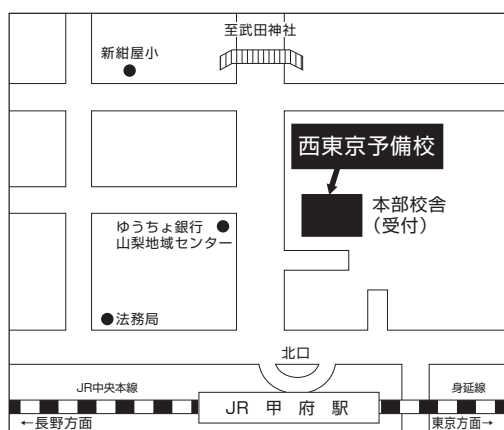 至武田神社
新紺屋小
西東京予備校
本部校舎
(受付)
ゆうちょ銀行
山梨地域センター
法務局
北口
JR中央本線
身延線
JR 甲 府 駅
←長野方面
東京方面→